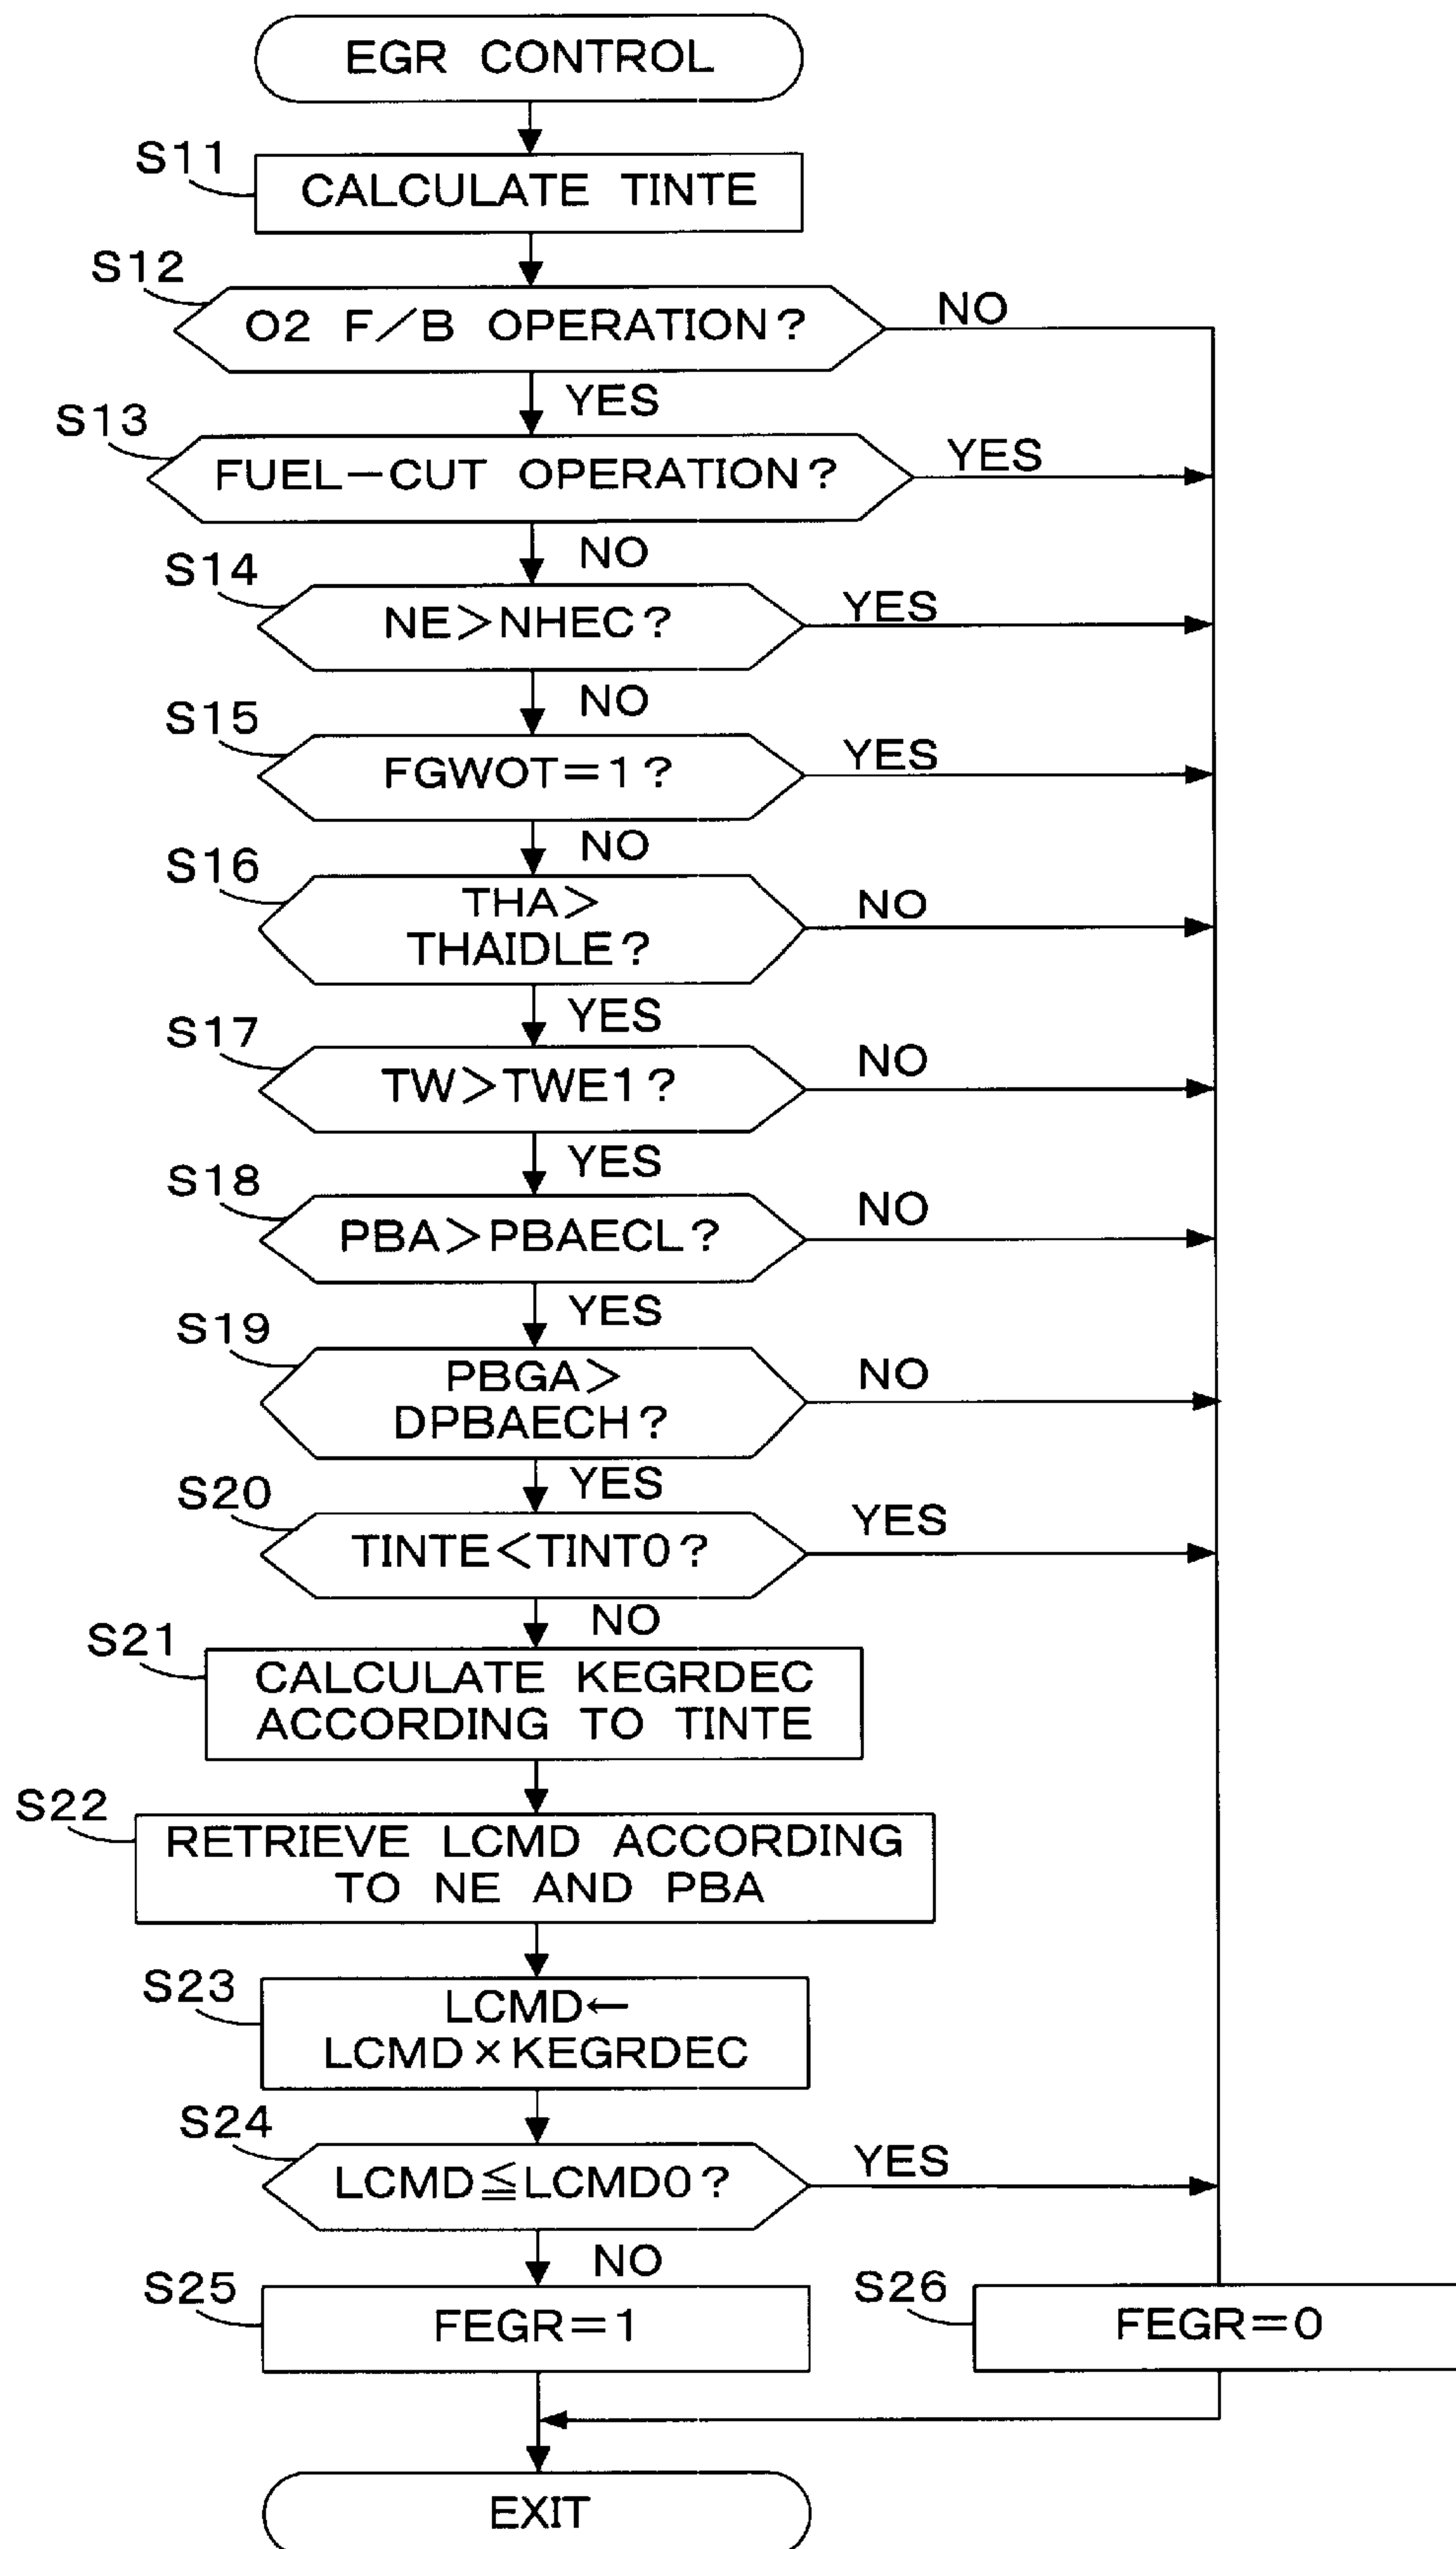 EGR CONTROL
S11
CALCULATE TINTE
S12
O2 F/B OPERATION?
NO
YES
S13
FUEL-CUT OPERATION?
YES
NO
S14
NE>NHEC?
YES
NO
S15
FGWOT=1?
YES
NO
S16
THA>
THAIDLE?
NO
YES
S17
TW>TWE1?
NO
YES
S18
PBA>PBAECL?
NO
YES
S19
PBGA>
DPBAECH?
NO
YES
S20
TINTE<TINT0?
YES
NO
S21
CALCULATE KEGRDEC
ACCORDING TO TINTE
S22
RETRIEVE LCMD ACCORDING
TO NE AND PBA
S23
LCMD←
LCMD×KEGRDEC
S24
LCMD≦LCMD0?
YES
NO
S25
FEGR=1
S26
FEGR=0
EXIT